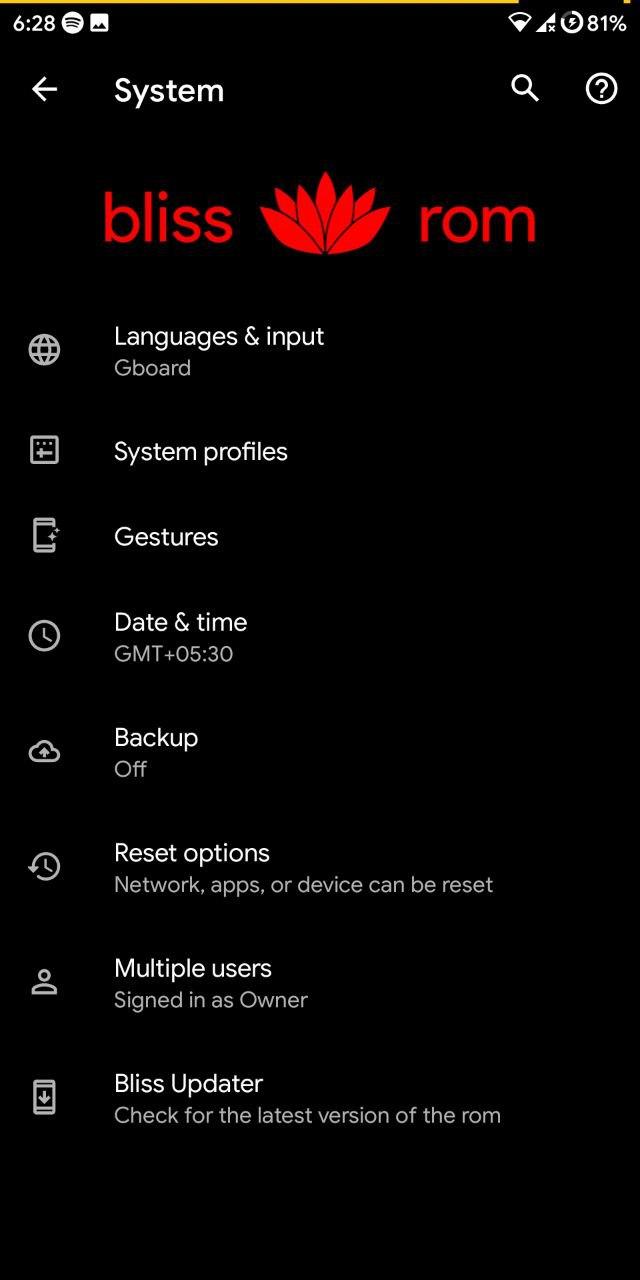 6:28 81%
System
bliss rom
Languages & input
Gboard
System profiles
Gestures
Date & time
GMT+05:30
Backup
Off
Reset options
Network, apps, or device can be reset
Multiple users
Signed in as Owner
Bliss Updater
Check for the latest version of the rom